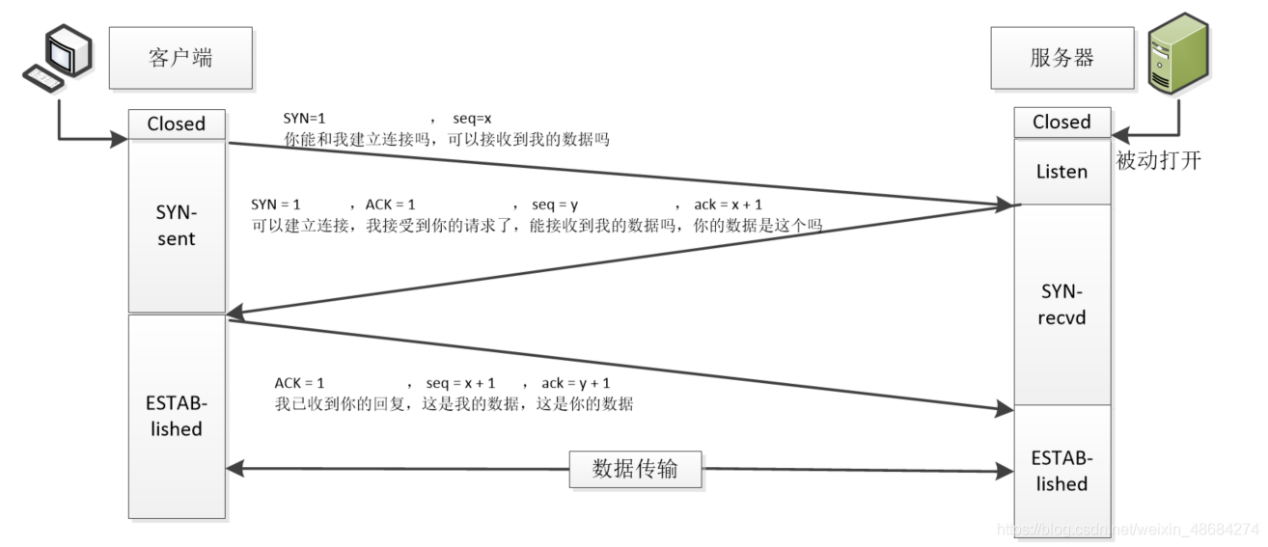 客户端
服务器
Closed
SYN=1 ， seq=x
你能和我建立连接吗，可以接收到我的数据吗
Closed
被动打开
Listen
SYN-
sent
SYN = 1 ，ACK = 1 ， seq = y ， ack = x + 1
可以建立连接，我接受到你的请求了，能接收到我的数据吗，你的数据是这个吗
SYN-
recvd
ACK = 1 ， seq = x + 1 ， ack = y + 1
我已收到你的回复，这是我的数据，这是你的数据
ESTAB-
lished
数据传输
ESTAB-
lished
https://blog.csdn.net/weixin_48684274